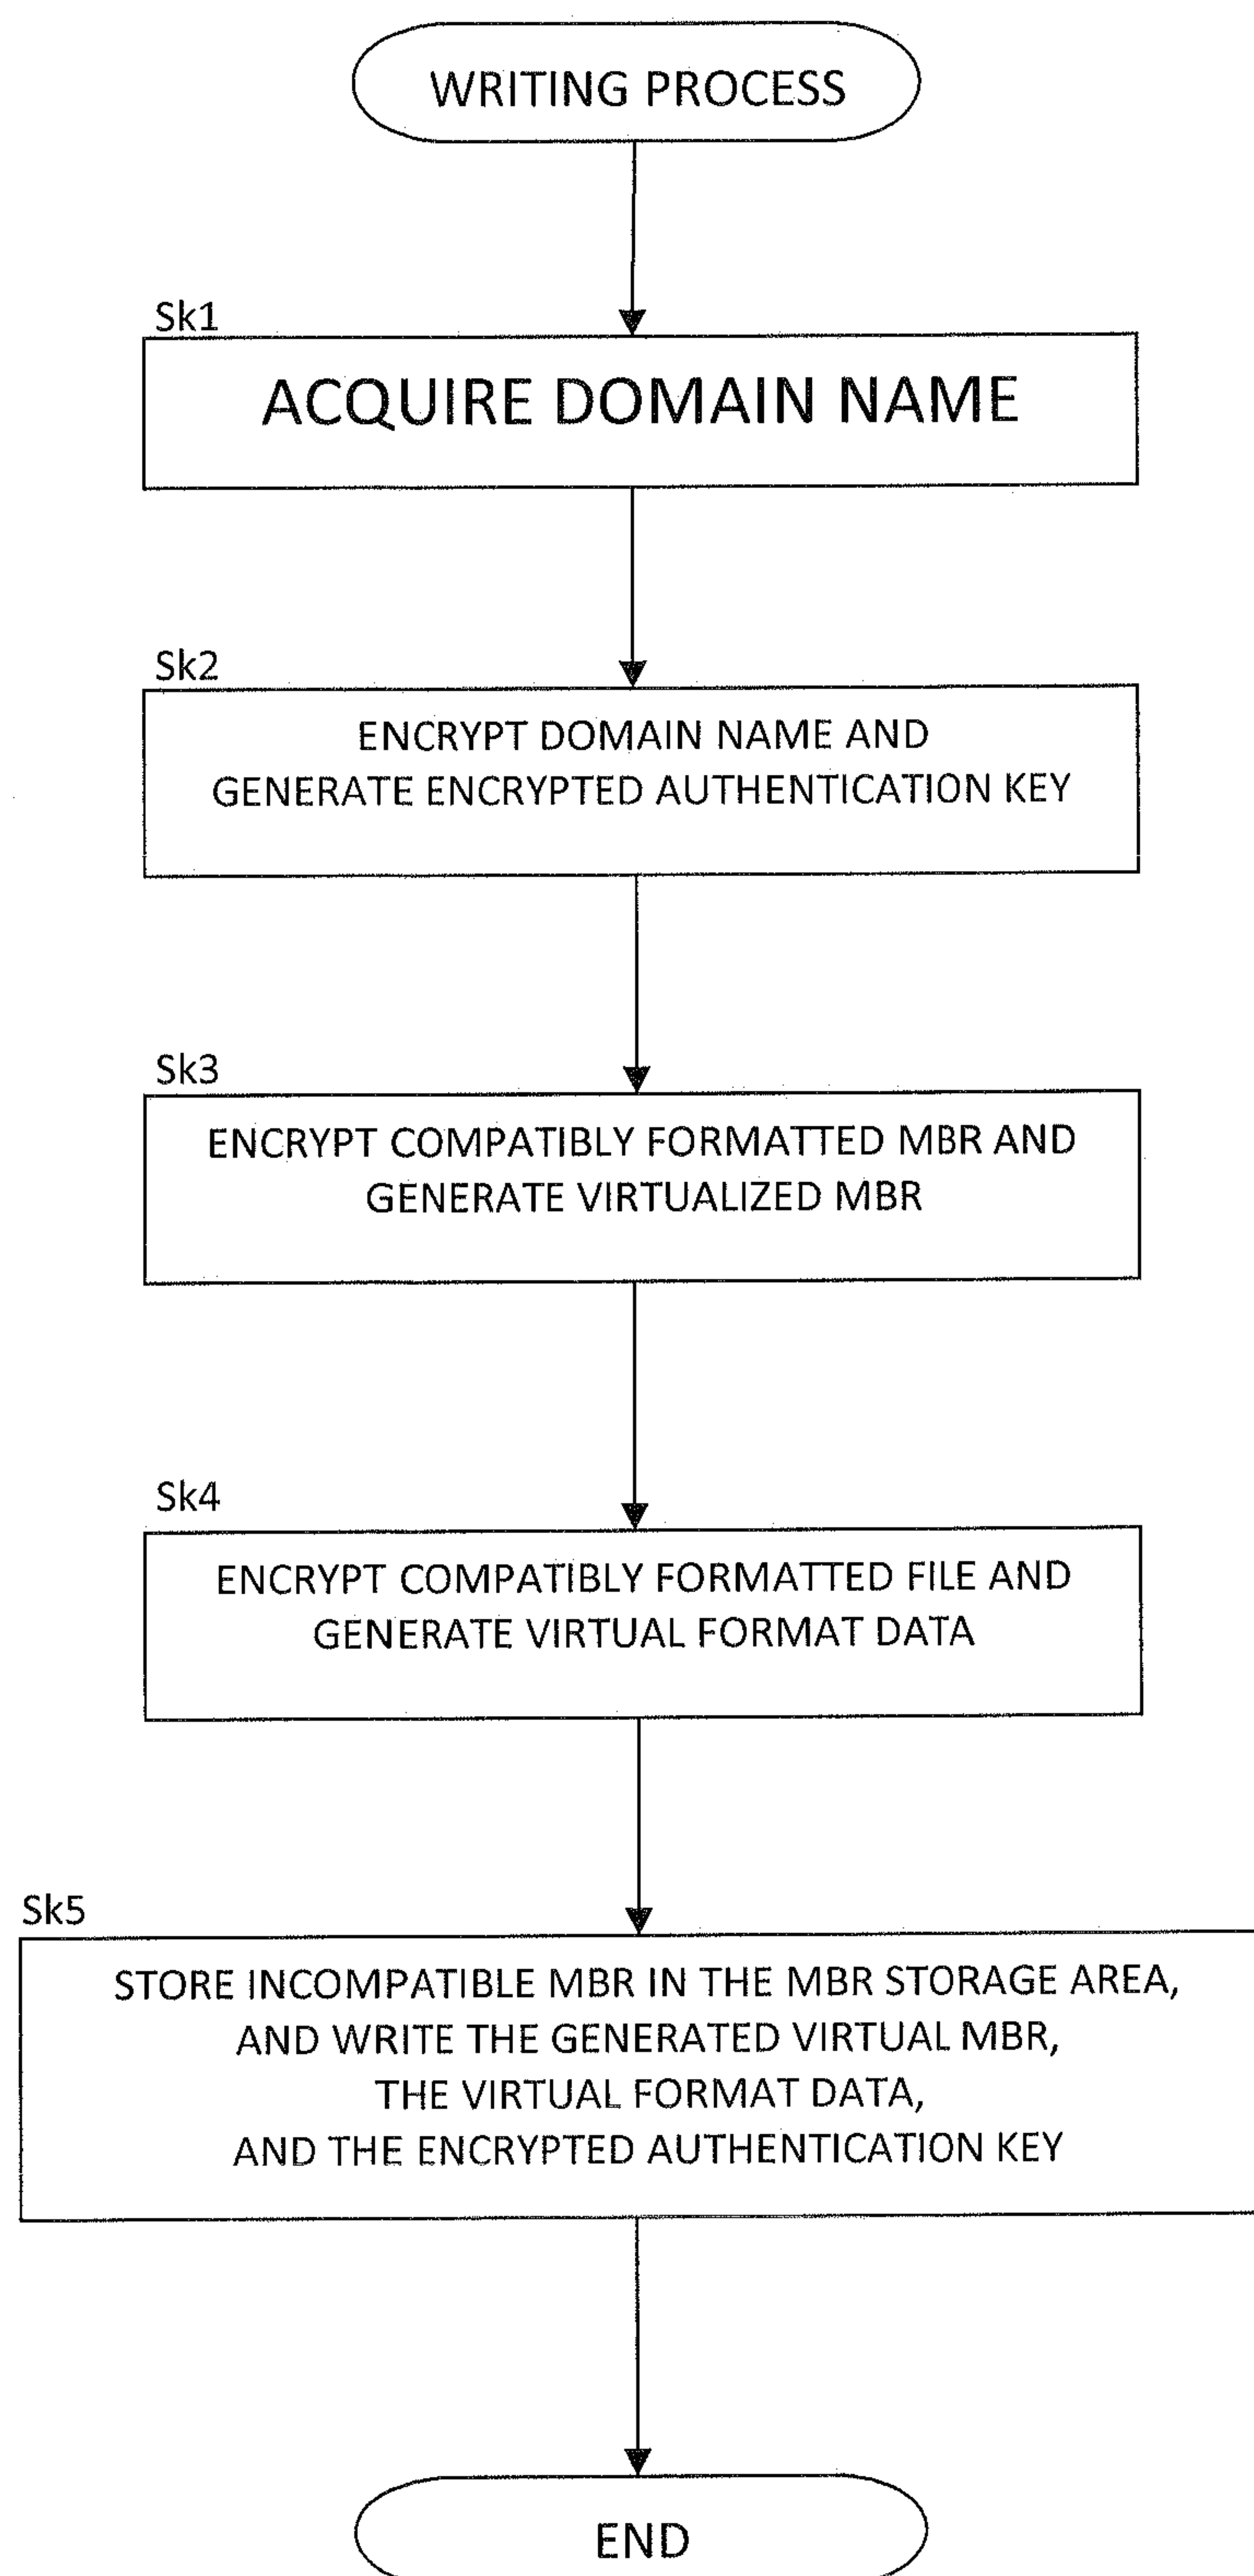 WRITING PROCESS
Sk1
ACQUIRE DOMAIN NAME
Sk2
ENCRYPT DOMAIN NAME AND
GENERATE ENCRYPTED AUTHENTICATION KEY
Sk3
ENCRYPT COMPATIBLY FORMATTED MBR AND
GENERATE VIRTUALIZED MBR
Sk4
ENCRYPT COMPATIBLY FORMATTED FILE AND
GENERATE VIRTUAL FORMAT DATA
Sk5
STORE INCOMPATIBLE MBR IN THE MBR STORAGE AREA,
AND WRITE THE GENERATED VIRTUAL MBR,
THE VIRTUAL FORMAT DATA,
AND THE ENCRYPTED AUTHENTICATION KEY
END